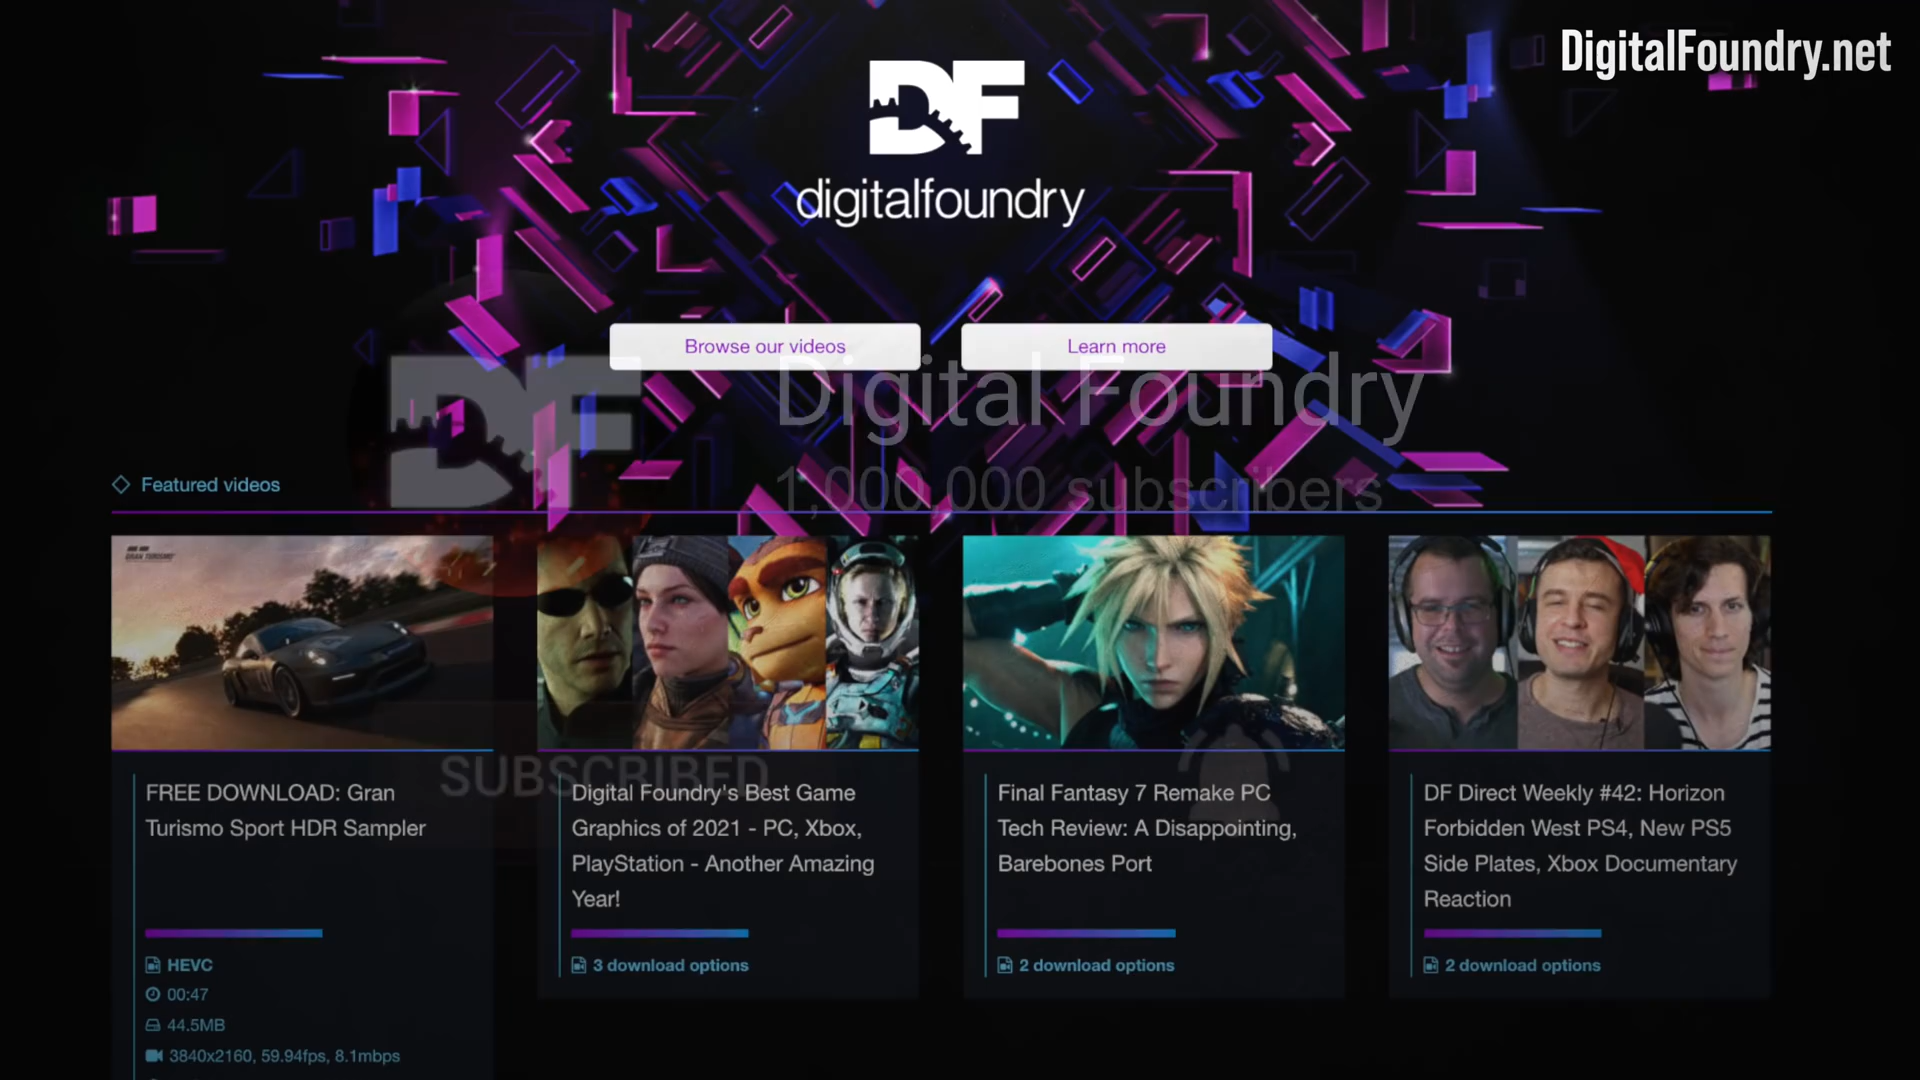 DigitalFoundry.net
DF
digitalfoundry
Browse our videos
Learn more
DF
Digital Foundry
1,000,000 subscribers
Featured videos
GRAN TURISMO
SUBSCRIBED
FREE DOWNLOAD: Gran
Turismo Sport HDR Sampler
HEVC
00:47
44.5MB
3840x2160, 59.94fps, 8.1mbps
Digital Foundry's Best Game
Graphics of 2021 - PC, Xbox,
PlayStation - Another Amazing
Year!
3 download options
Final Fantasy 7 Remake PC
Tech Review: A Disappointing,
Barebones Port
2 download options
DF Direct Weekly #42: Horizon
Forbidden West PS4, New PS5
Side Plates, Xbox Documentary
Reaction
2 download options